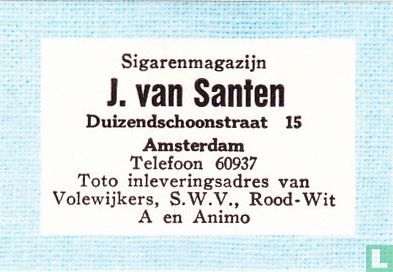 Sigarenmagazijn
J. van Santen
Duizendschoonstraat 15
Amsterdam
Telefoon 60937
Toto inleveringsadres van
Volewijkers, S.W.V., Rood-Wit
A en Animo